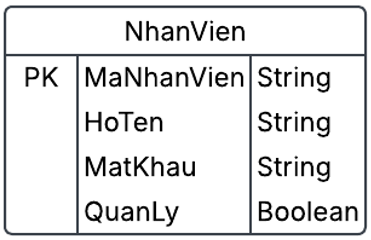 NhanVien
PK MaNhanVien String
HoTen String
MatKhau String
QuanLy Boolean